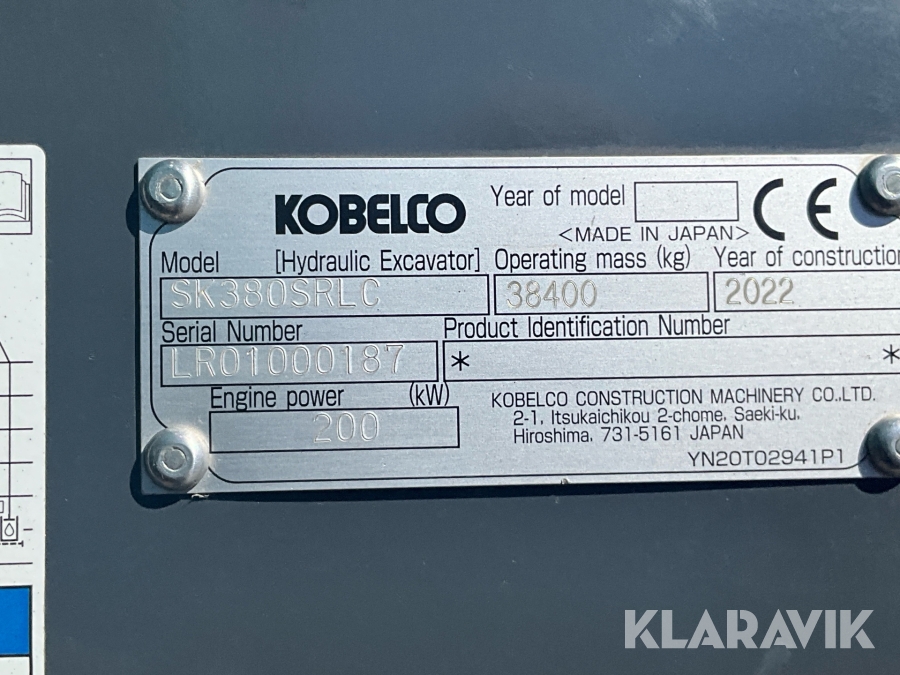 KOBELCO
Year of model
<MADE IN JAPAN>
CE
Model [Hydraulic Excavator] Operating mass (kg) Year of construction
SK380SRLC 38400 2022
Serial Number Product Identification Number
LR01000187 * *
Engine power (kW)
200
KOBELCO CONSTRUCTION MACHINERY CO.,LTD.
2-1, Itsukaichikou 2-chome, Saeki-ku,
Hiroshima, 731-5161 JAPAN
YN20T02941P1
KLARAVIK